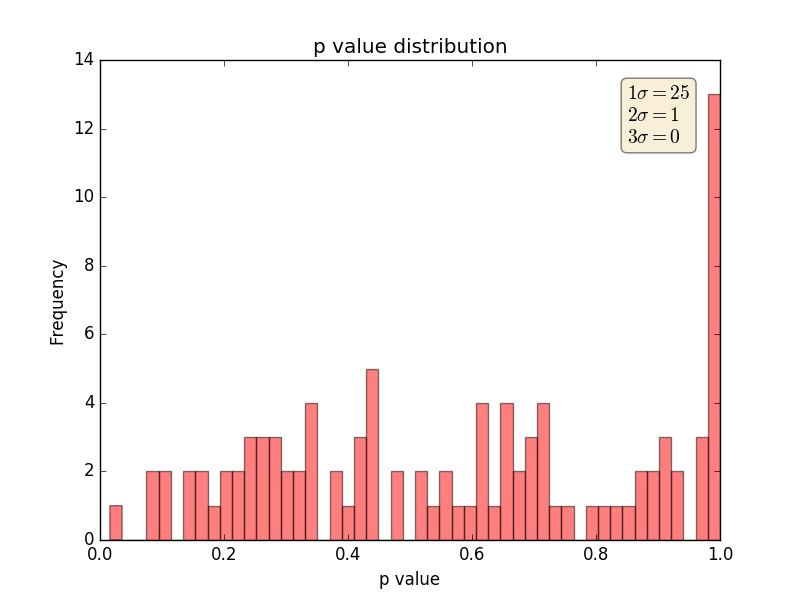 p value distribution
14
12
10
8
6
4
2
0
Frequency
1σ = 25
2σ = 1
3σ = 0
0.0 0.2 0.4 0.6 0.8 1.0
p value